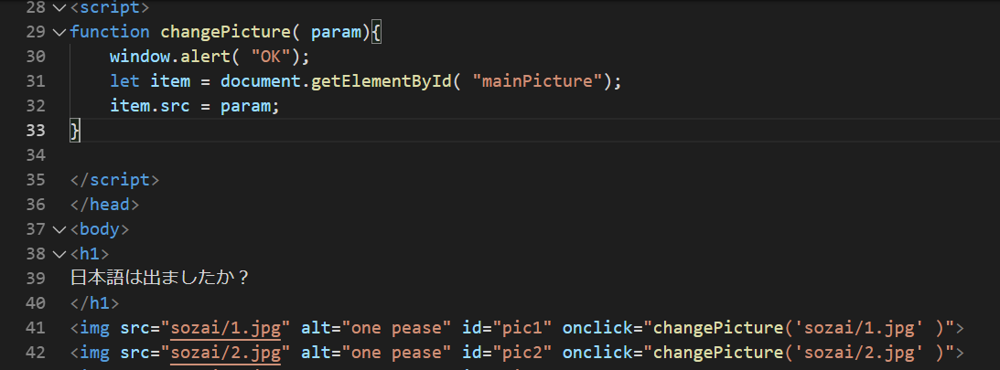 28 <script>
29 function changePicture( param){
30 window.alert( "OK");
31 let item = document.getElementById( "mainPicture");
32 item.src = param;
33 }
34
35 </script>
36 </head>
37 <body>
38 <h1>
39 日本語は出ましたか？
40 </h1>
41 <img src="sozai/1.jpg" alt="one pease" id="pic1" onclick="changePicture('sozai/1.jpg' )">
42 <img src="sozai/2.jpg" alt="one pease" id="pic2" onclick="changePicture('sozai/2.jpg' )">